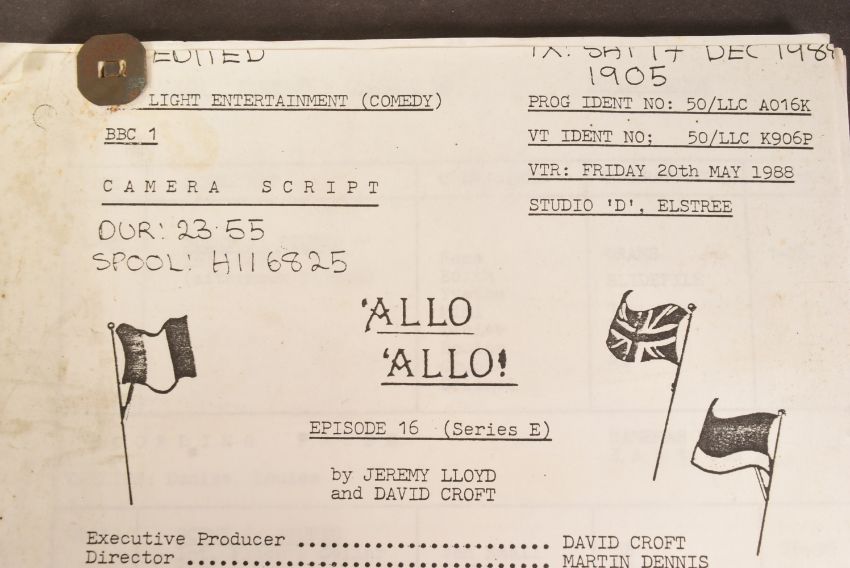 EDITED
TX: SAT 17 DEC 1988
1905
LIGHT ENTERTAINMENT (COMEDY)
BBC 1
PROG IDENT NO: 50/LLC A016K
VT IDENT NO; 50/LLC K906P
VTR: FRIDAY 20th MAY 1988
STUDIO 'D', ELSTREE
CAMERA SCRIPT
DUR: 23·55
SPOOL: H116825
'ALLO
'ALLO!
EPISODE 16 (Series E)
by JEREMY LLOYD
and DAVID CROFT
Executive Producer .......................... DAVID CROFT
Director ..................................... MARTIN DENNIS